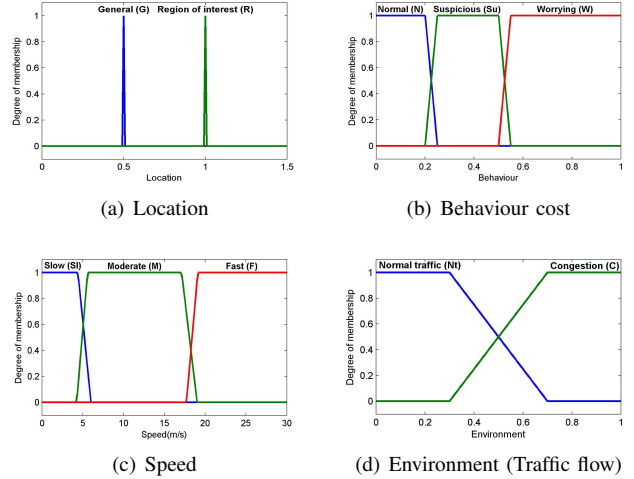 General (G) Region of interest (R)
Degree of membership
1
0.8
0.6
0.4
0.2
0
0 0.5 1 1.5
Location
(a) Location
Normal (N) Suspicious (Su) Worrying (W)
Degree of membership
1
0.8
0.6
0.4
0.2
0
0 0.2 0.4 0.6 0.8 1
Behaviour
(b) Behaviour cost
Slow (Sl) Moderate (M) Fast (F)
Degree of membership
1
0.8
0.6
0.4
0.2
0
0 5 10 15 20 25 30
Speed(m/s)
(c) Speed
Normal traffic (Nt) Congestion (C)
Degree of membership
1
0.8
0.6
0.4
0.2
0
0 0.2 0.4 0.6 0.8 1
Environment
(d) Environment (Traffic flow)